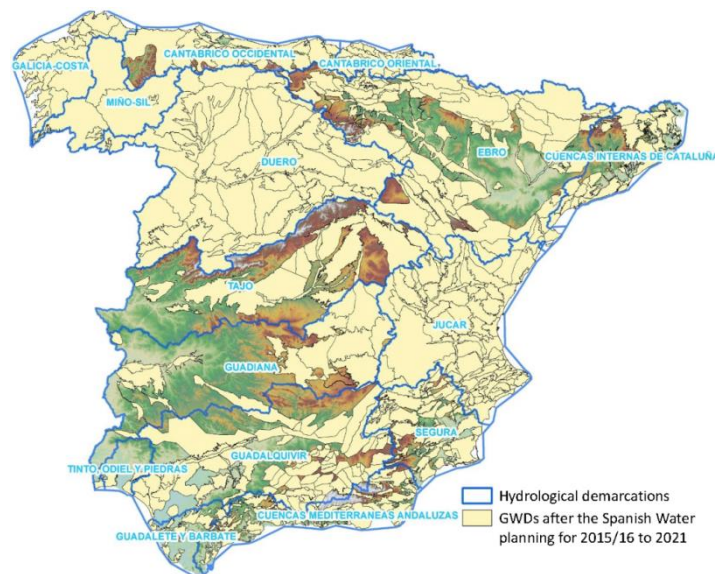 CANTABRICO OCCIDENTAL
CANTABRICO ORIENTAL
GALICIA-COSTA
MIÑO-SIL
DUERO
EBRO
CUENCAS INTERNAS DE CATALUÑA
TAJO
JUCAR
GUADIANA
SEGURA
GUADALQUIVIR
TINTO, ODIEL Y PIEDRAS
CUENCAS MEDITERRANEAS ANDALUZAS
GUADALETE Y BARBATE
Hydrological demarcations
GWDs after the Spanish Water
planning for 2015/16 to 2021